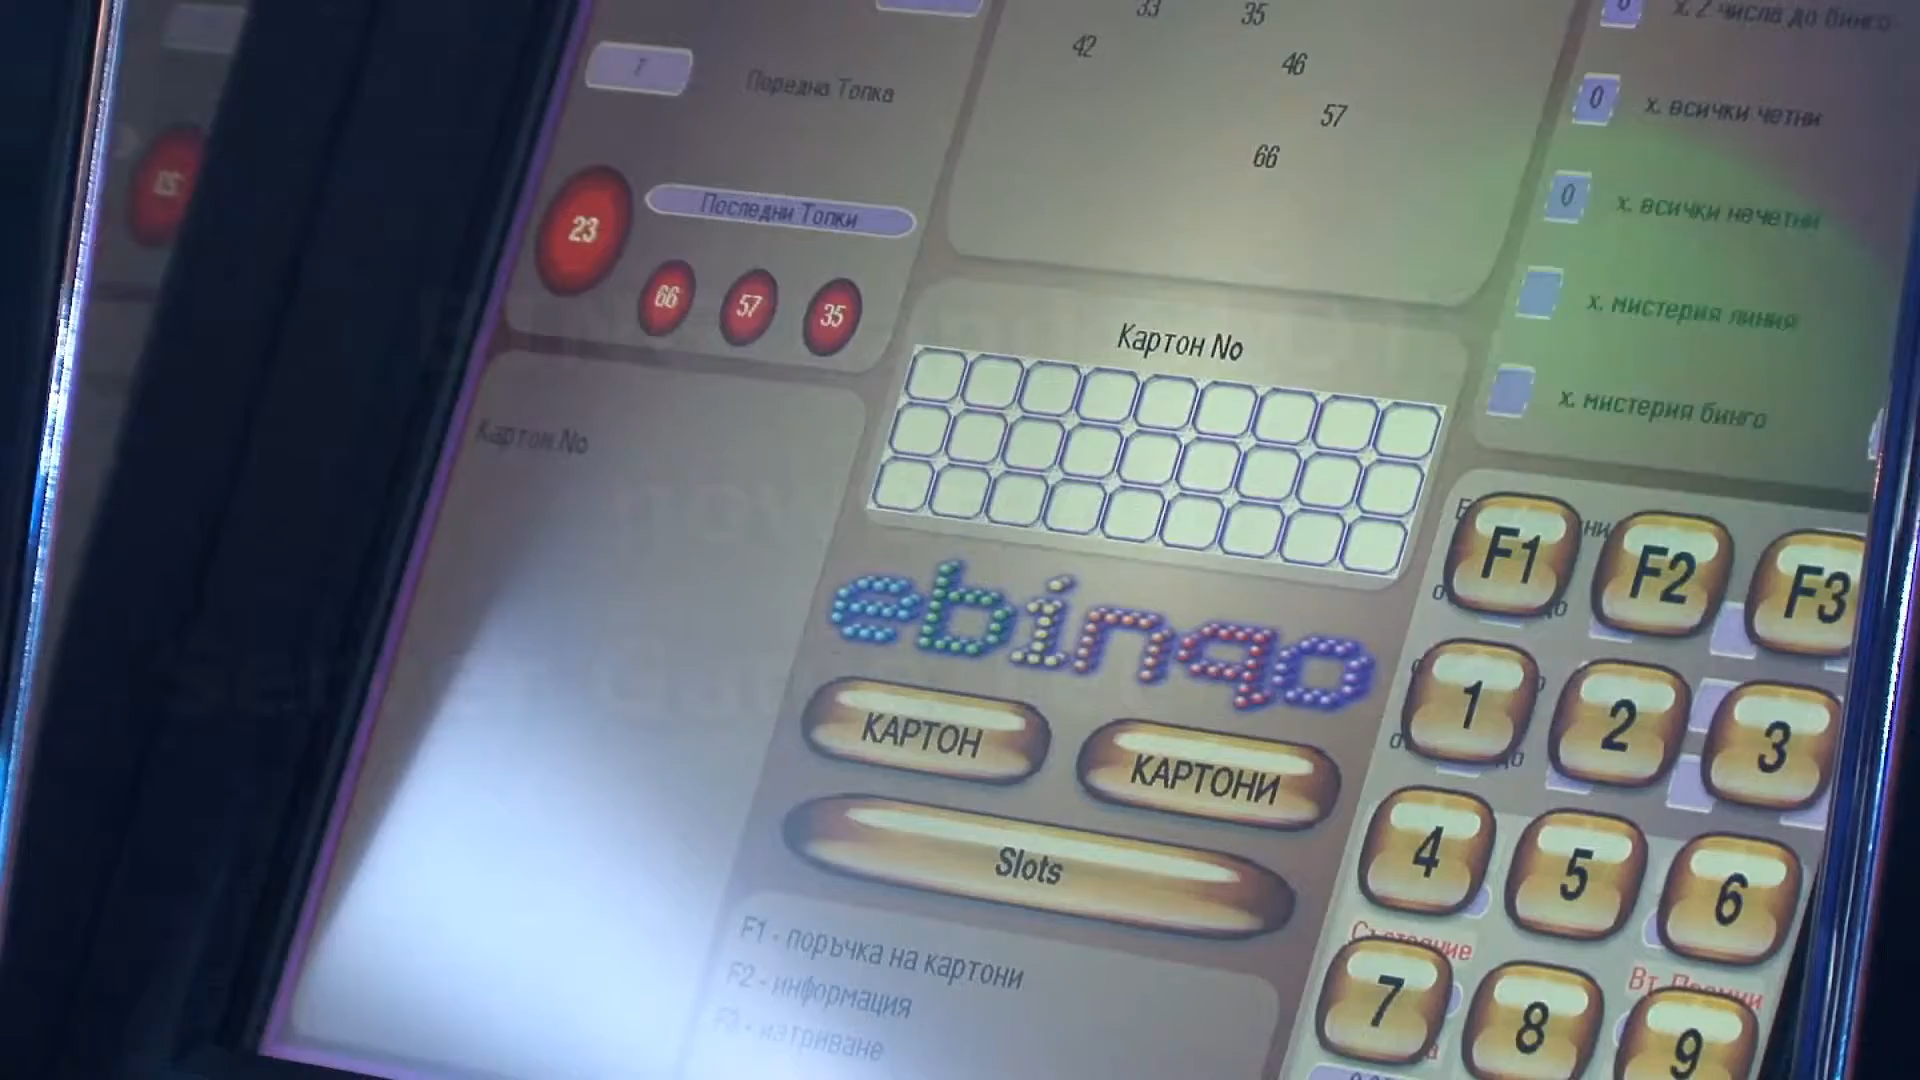 7 Поредна Топка
23
Последни Топки
66 57 35
33 35
42 46
57
66
х. 2 числа до бинго
0 х. всички четни
0 х. всички нечетни
х. мистерия линия
х. мистерия бинго
Картон No
Картон No
ebingo
КАРТОН КАРТОНИ
Slots
F1 - поръчка на картони
F2 - информация
F3 - изтриване
F1 F2 F3
1 2 3
4 5 6
Състояние
7 8 9